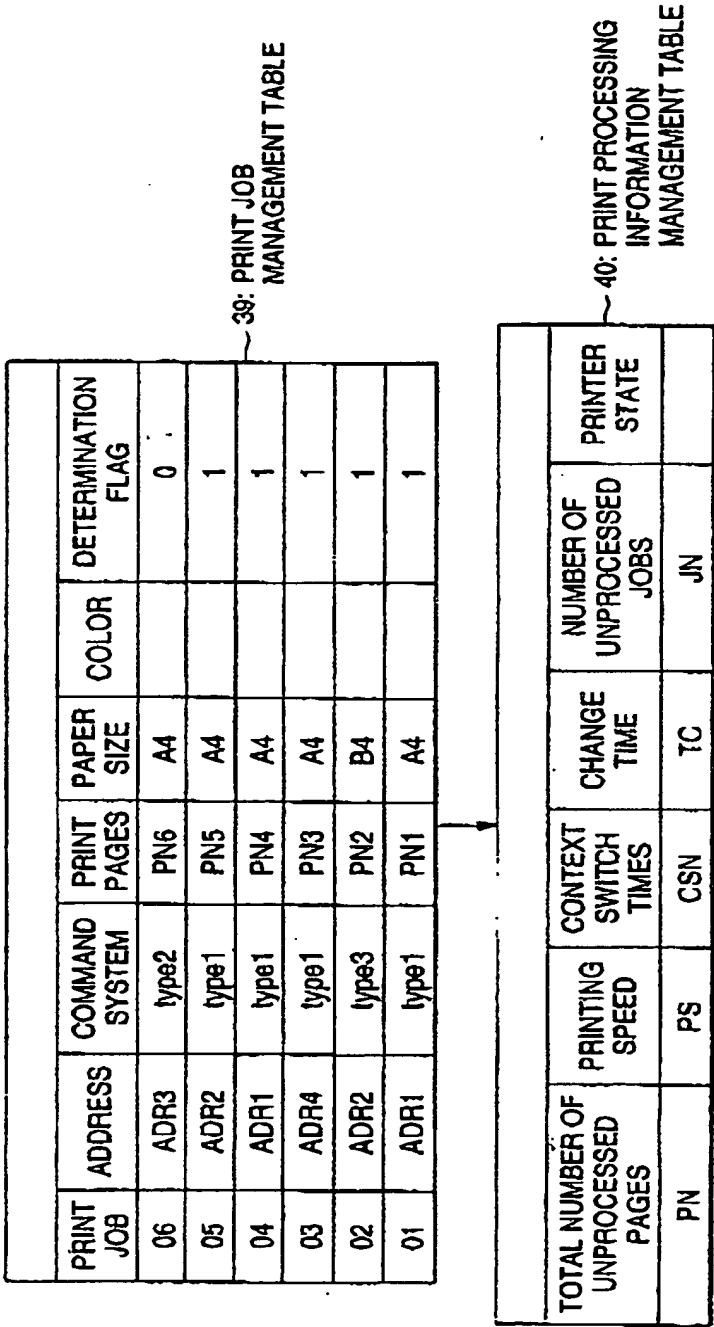 PRINT JOB ADDRESS COMMAND SYSTEM PRINT PAGES PAPER SIZE COLOR DETERMINATION FLAG
06 ADR3 type2 PN6 A4 0
05 ADR2 type1 PN5 A4 1
04 ADR1 type1 PN4 A4 1
03 ADR4 type1 PN3 A4 1
02 ADR2 type3 PN2 B4 1
01 ADR1 type1 PN1 A4 1
39: PRINT JOB
MANAGEMENT TABLE
TOTAL NUMBER OF UNPROCESSED PAGES PRINTING SPEED CONTEXT SWITCH TIMES CHANGE TIME NUMBER OF UNPROCESSED JOBS PRINTER STATE
PN PS CSN TC JN
40: PRINT PROCESSING
INFORMATION
MANAGEMENT TABLE